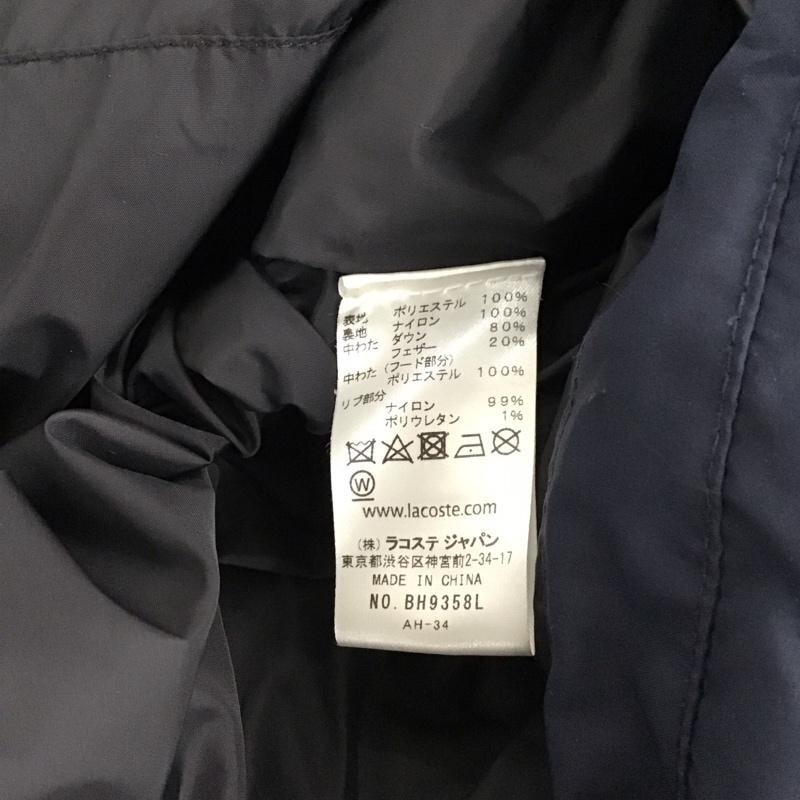 表地 ポリエステル 100%
裏地 ナイロン 100%
中わた ダウン 80%
フェザー 20%
(フード部分)
中わた ポリエステル 100%
リブ部分
ナイロン 99%
ポリウレタン 1%
W
www.lacoste.com
(株) ラコステ ジャパン
東京都渋谷区神宮前2-34-17
MADE IN CHINA
NO. BH9358L
AH-34